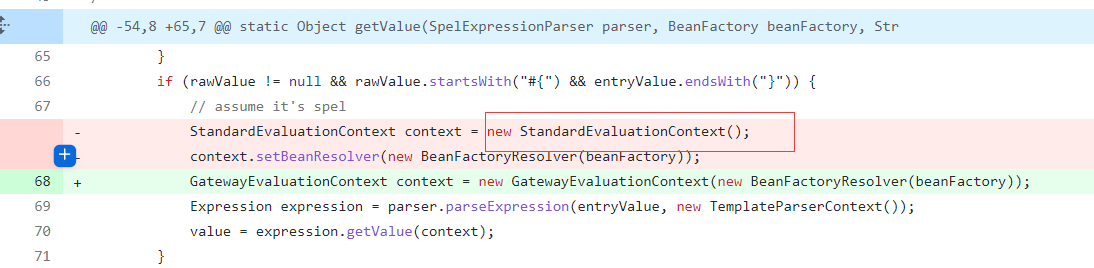 @@ -54,8 +65,7 @@ static Object getValue(SpelExpressionParser parser, BeanFactory beanFactory, Str
65 }
66 if (rawValue != null && rawValue.startsWith("#{") && entryValue.endsWith("}")) {
67 // assume it's spel
- StandardEvaluationContext context = new StandardEvaluationContext();
- context.setBeanResolver(new BeanFactoryResolver(beanFactory));
68 + GatewayEvaluationContext context = new GatewayEvaluationContext(new BeanFactoryResolver(beanFactory));
69 Expression expression = parser.parseExpression(entryValue, new TemplateParserContext());
70 value = expression.getValue(context);
71 }